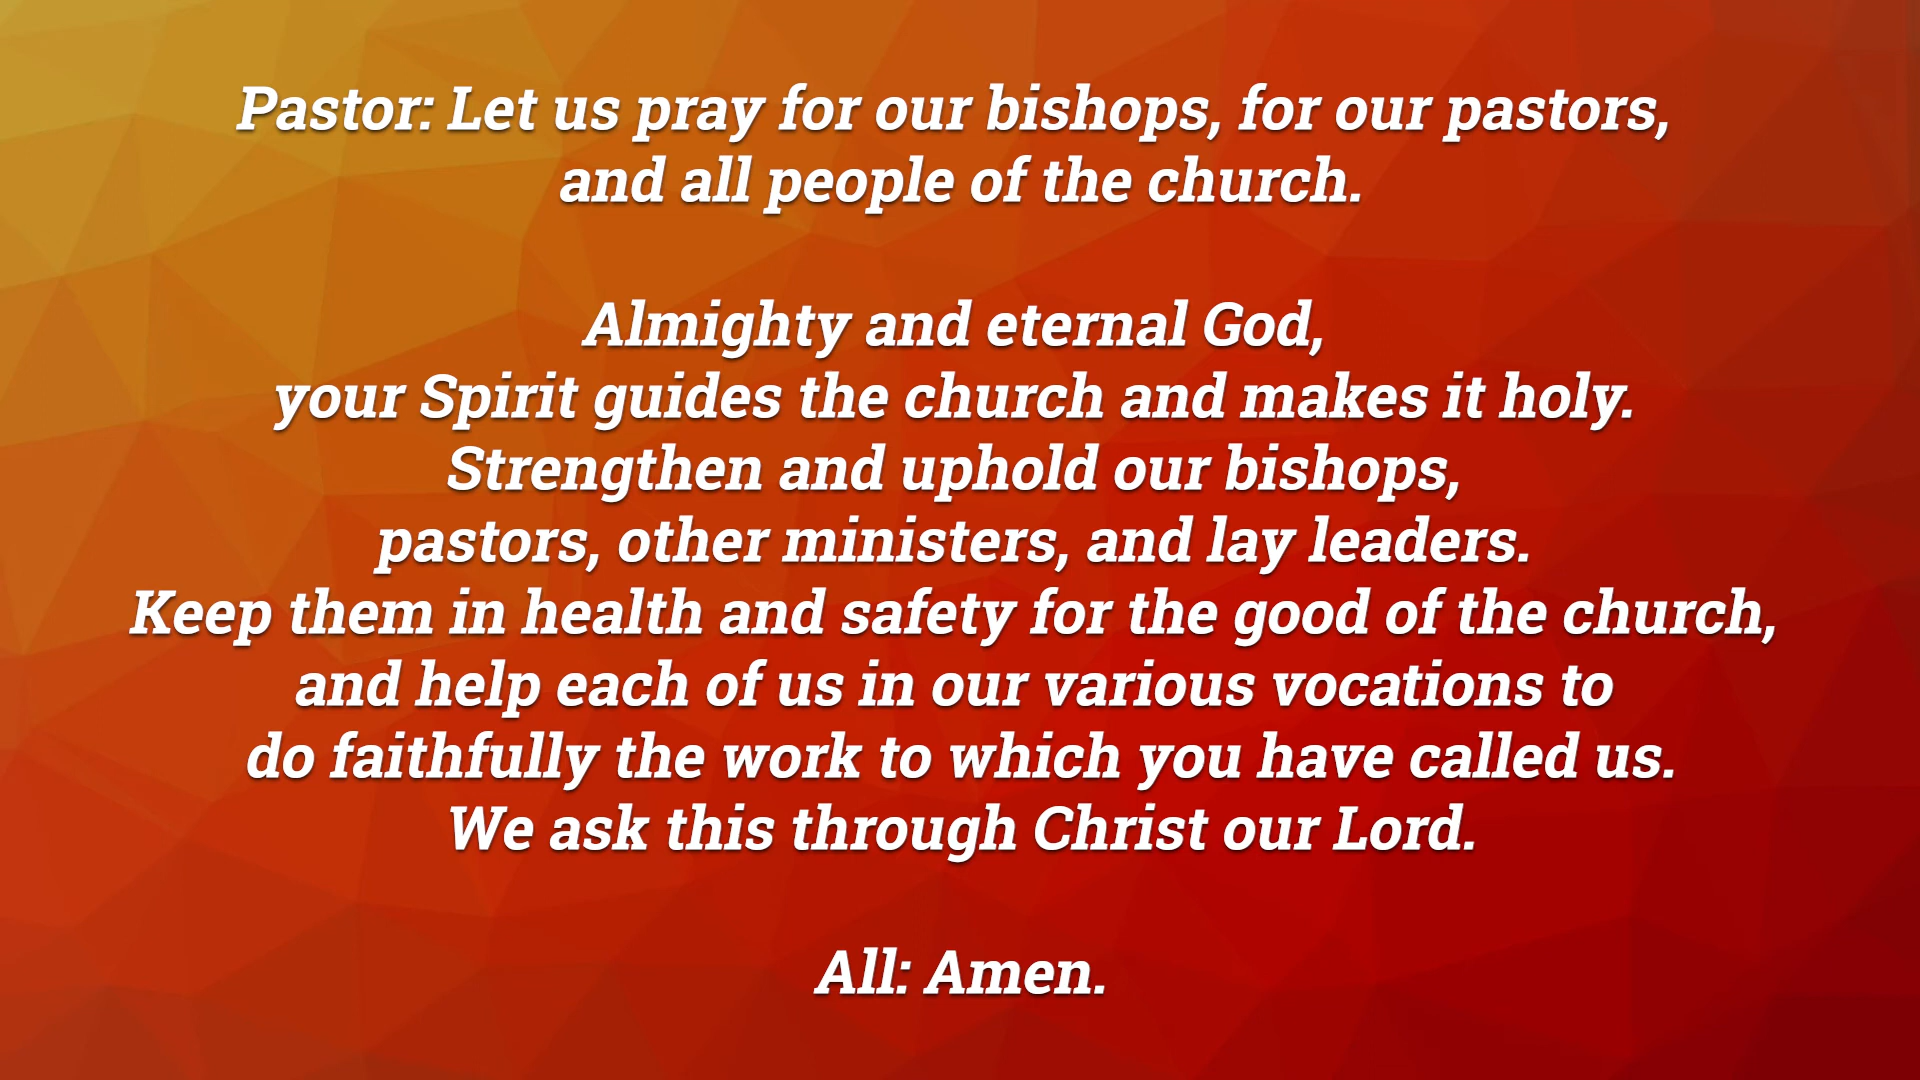 Pastor: Let us pray for our bishops, for our pastors,
and all people of the church.
Almighty and eternal God,
your Spirit guides the church and makes it holy.
Strengthen and uphold our bishops,
pastors, other ministers, and lay leaders.
Keep them in health and safety for the good of the church,
and help each of us in our various vocations to
do faithfully the work to which you have called us.
We ask this through Christ our Lord.
All: Amen.